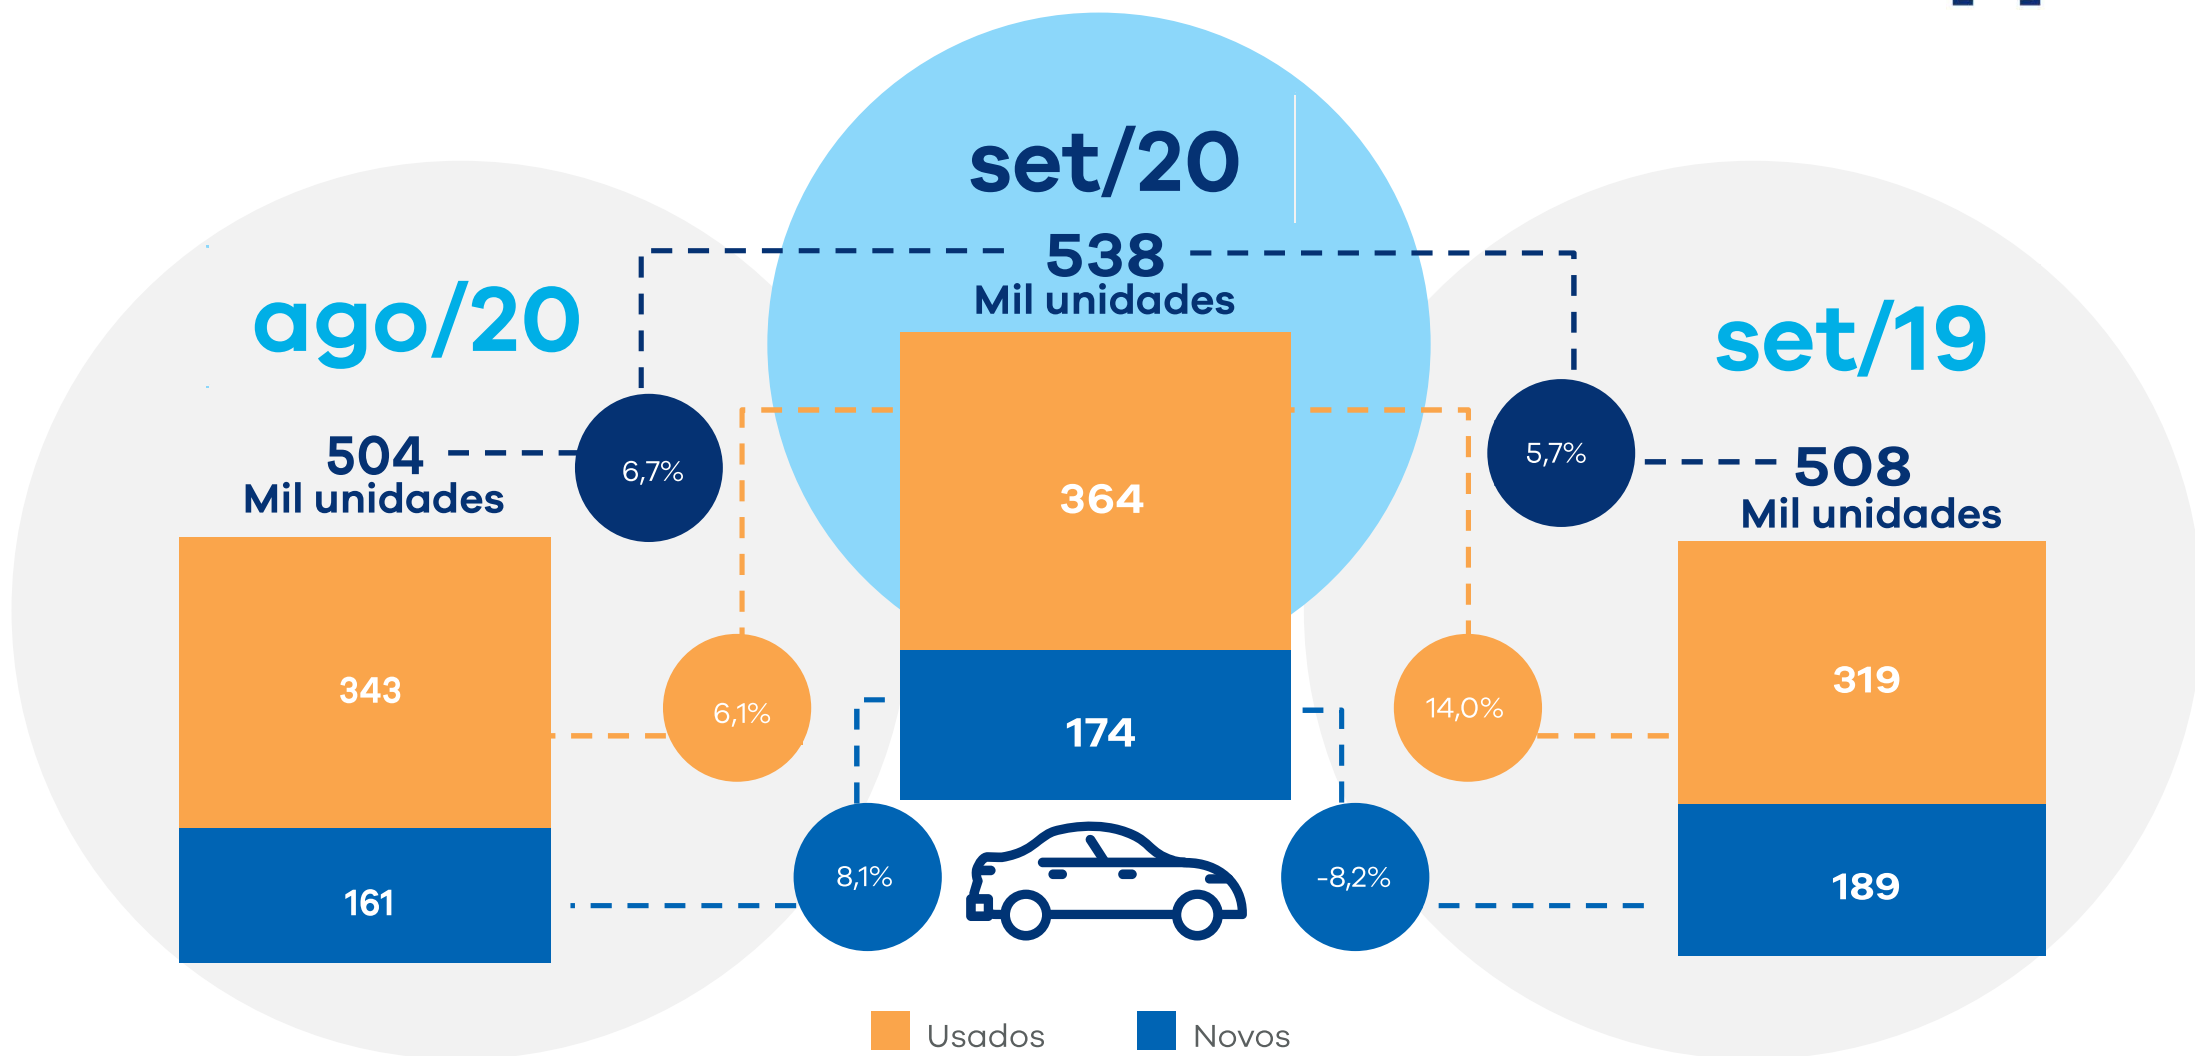 set/20
538
Mil unidades
364
174
ago/20
504
Mil unidades
343
161
set/19
508
Mil unidades
319
189
6,7%
5,7%
6,1%
14,0%
8,1%
-8,2%
Usados
Novos